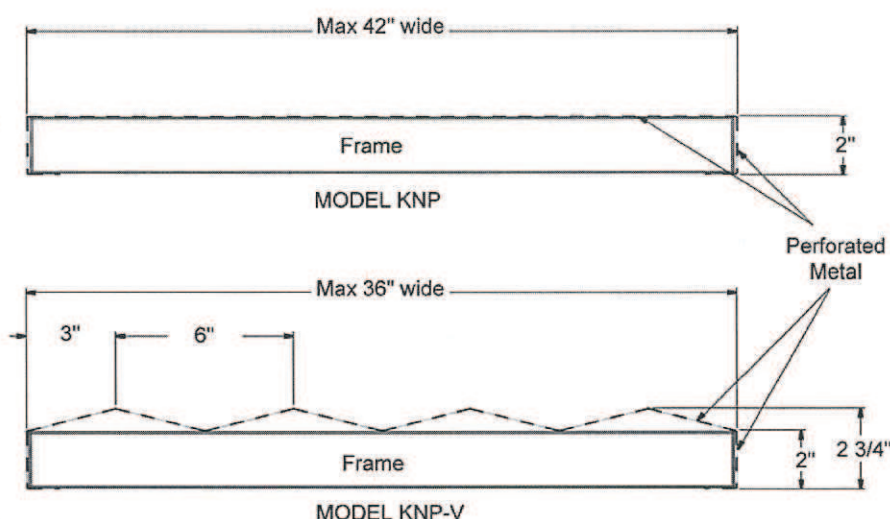 Max 42" wide
Frame
2"
MODEL KNP
Perforated
Metal
Max 36" wide
3"
6"
Frame
2"
2 3/4"
MODEL KNP-V